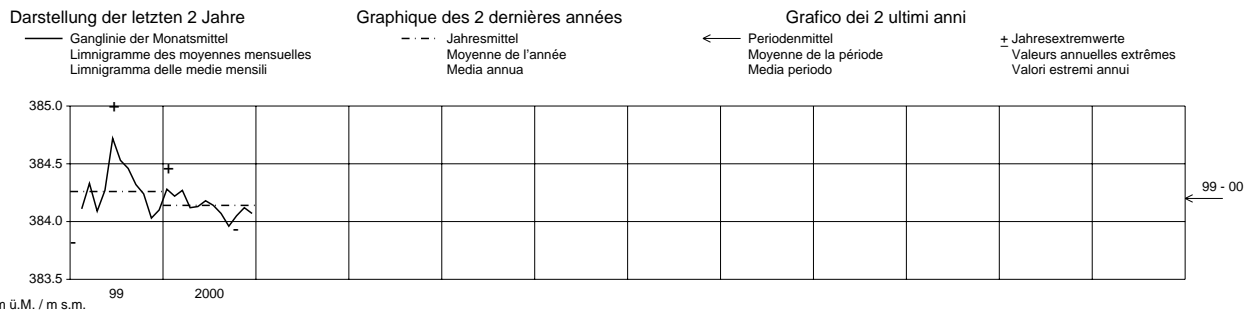 Darstellung der letzten 2 Jahre
Graphique des 2 dernières années
Grafico dei 2 ultimi anni
Ganglinie der Monatsmittel
Limnigramme des moyennes mensuelles
Limnigramma delle medie mensili
Jahresmittel
Moyenne de l'année
Media annua
Periodenmittel
Moyenne de la période
Media periodo
+ Jahresextremwerte
- Valeurs annuelles extrêmes
Valori estremi annui
385.0
384.5
384.0
383.5
99 - 00
99 2000
m ü.M. / m s.m.